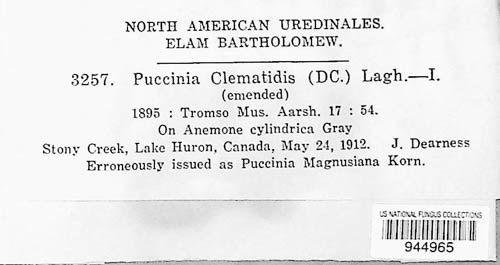 NORTH AMERICAN UREDINALES.
ELAM BARTHOLOMEW.
3257. Puccinia Clematidis (DC.) Lagh.—I.
(emended)
1895 : Tromso Mus. Aarsh. 17 : 54.
On Anemone cylindrica Gray
Stony Creek, Lake Huron, Canada, May 24, 1912. J. Dearness
Erroneously issued as Puccinia Magnusiana Korn.
US NATIONAL FUNGUS COLLECTIONS
944965